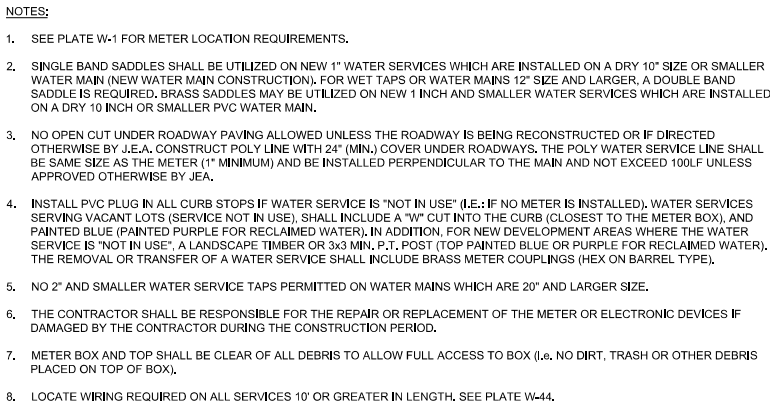 NOTES:
1. SEE PLATE W-1 FOR METER LOCATION REQUIREMENTS.
2. SINGLE BAND SADDLES SHALL BE UTILIZED ON NEW 1" WATER SERVICES WHICH ARE INSTALLED ON A DRY 10" SIZE OR SMALLER
WATER MAIN (NEW WATER MAIN CONSTRUCTION). FOR WET TAPS OR WATER MAINS 12" SIZE AND LARGER, A DOUBLE BAND
SADDLE IS REQUIRED. BRASS SADDLES MAY BE UTILIZED ON NEW 1 INCH AND SMALLER WATER SERVICES WHICH ARE INSTALLED
ON A DRY 10 INCH OR SMALLER PVC WATER MAIN.
3. NO OPEN CUT UNDER ROADWAY PAVING ALLOWED UNLESS THE ROADWAY IS BEING RECONSTRUCTED OR IF DIRECTED
OTHERWISE BY J.E.A. CONSTRUCT POLY LINE WITH 24" (MIN.) COVER UNDER ROADWAYS. THE POLY WATER SERVICE LINE SHALL
BE SAME SIZE AS THE METER (1" MINIMUM) AND BE INSTALLED PERPENDICULAR TO THE MAIN AND NOT EXCEED 100LF UNLESS
APPROVED OTHERWISE BY JEA.
4. INSTALL PVC PLUG IN ALL CURB STOPS IF WATER SERVICE IS "NOT IN USE" (I.E.: IF NO METER IS INSTALLED). WATER SERVICES
SERVING VACANT LOTS (SERVICE NOT IN USE), SHALL INCLUDE A "W" CUT INTO THE CURB (CLOSEST TO THE METER BOX), AND
PAINTED BLUE (PAINTED PURPLE FOR RECLAIMED WATER). IN ADDITION, FOR NEW DEVELOPMENT AREAS WHERE THE WATER
SERVICE IS "NOT IN USE", A LANDSCAPE TIMBER OR 3x3 MIN. P.T. POST (TOP PAINTED BLUE OR PURPLE FOR RECLAIMED WATER).
THE REMOVAL OR TRANSFER OF A WATER SERVICE SHALL INCLUDE BRASS METER COUPLINGS (HEX ON BARREL TYPE).
5. NO 2" AND SMALLER WATER SERVICE TAPS PERMITTED ON WATER MAINS WHICH ARE 20" AND LARGER SIZE.
6. THE CONTRACTOR SHALL BE RESPONSIBLE FOR THE REPAIR OR REPLACEMENT OF THE METER OR ELECTRONIC DEVICES IF
DAMAGED BY THE CONTRACTOR DURING THE CONSTRUCTION PERIOD.
7. METER BOX AND TOP SHALL BE CLEAR OF ALL DEBRIS TO ALLOW FULL ACCESS TO BOX (I.e. NO DIRT, TRASH OR OTHER DEBRIS
PLACED ON TOP OF BOX).
8. LOCATE WIRING REQUIRED ON ALL SERVICES 10' OR GREATER IN LENGTH. SEE PLATE W-44.